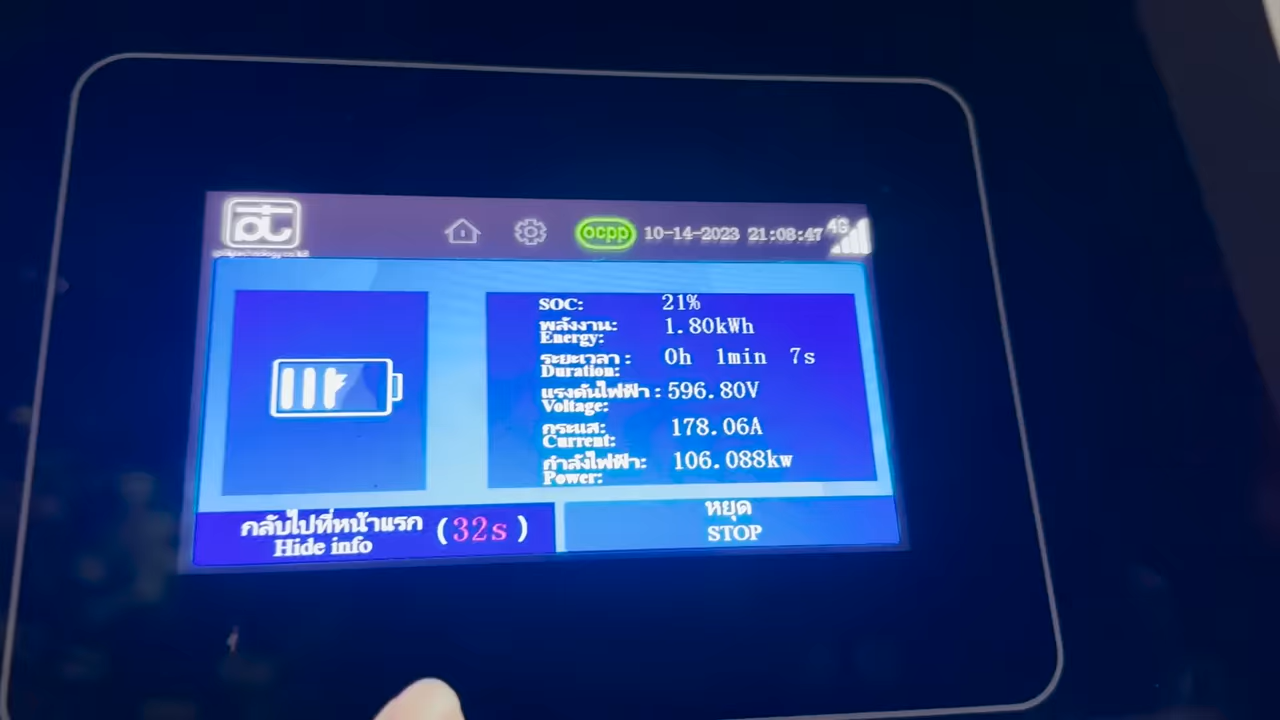 ocpp 10-14-2023 21:08:47 4G
SOC: 21%
พลังงาน: 1.80kWh
Energy:
ระยะเวลา : 0h 1min 7s
Duration:
แรงดันไฟฟ้า : 596.80V
Voltage:
กระแส: 178.06A
Current:
กำลังไฟฟ้า: 106.088kw
Power:
กลับไปที่หน้าแรก (32s)
Hide info
หยุด
STOP